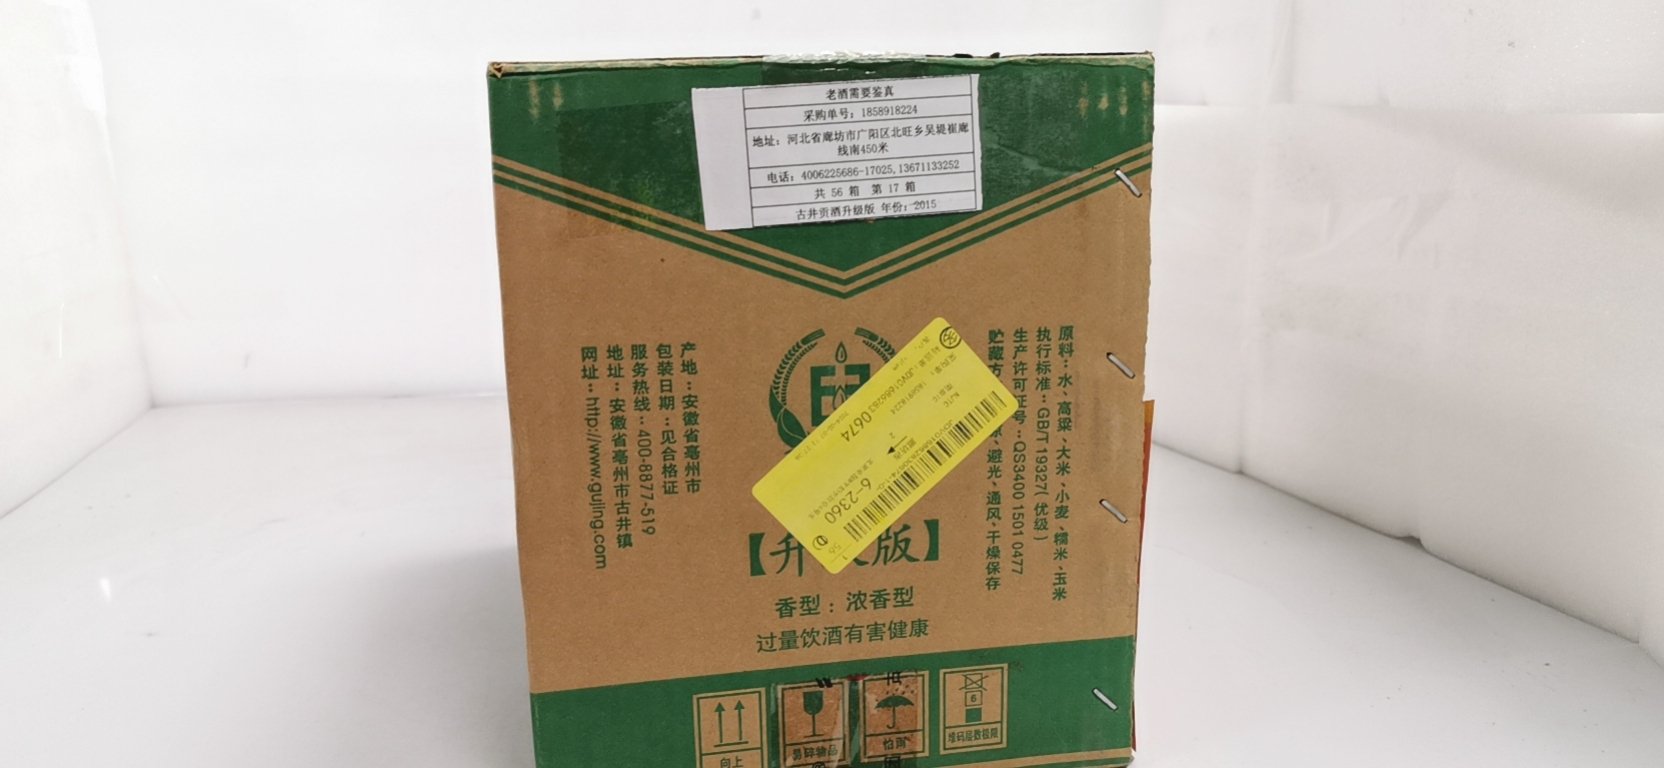 老酒需要鉴真
采购单号：1858918224
地址：河北省廊坊市广阳区北旺乡吴堤崔廊
线南450米
电话：4006225686-17025,13671133252
共 56 箱 第 17 箱
古井贡酒升级版 年份：2015
原料：水、高粱、大米、小麦、糯米、玉米
执行标准：GB/T 19327(优级)
生产许可证号：QS3400 1501 0477
贮藏方
、避光、通风、干燥保存
产地：安徽省亳州市
包装日期：见合格证
服务热线：400-8877-519
地址：安徽省亳州市古井镇
网址：http://www.gujing.com
0674
6-2360
【升 版】
香型：浓香型
过量饮酒有害健康
向上
易碎物品
怕雨
6
堆码层数极限